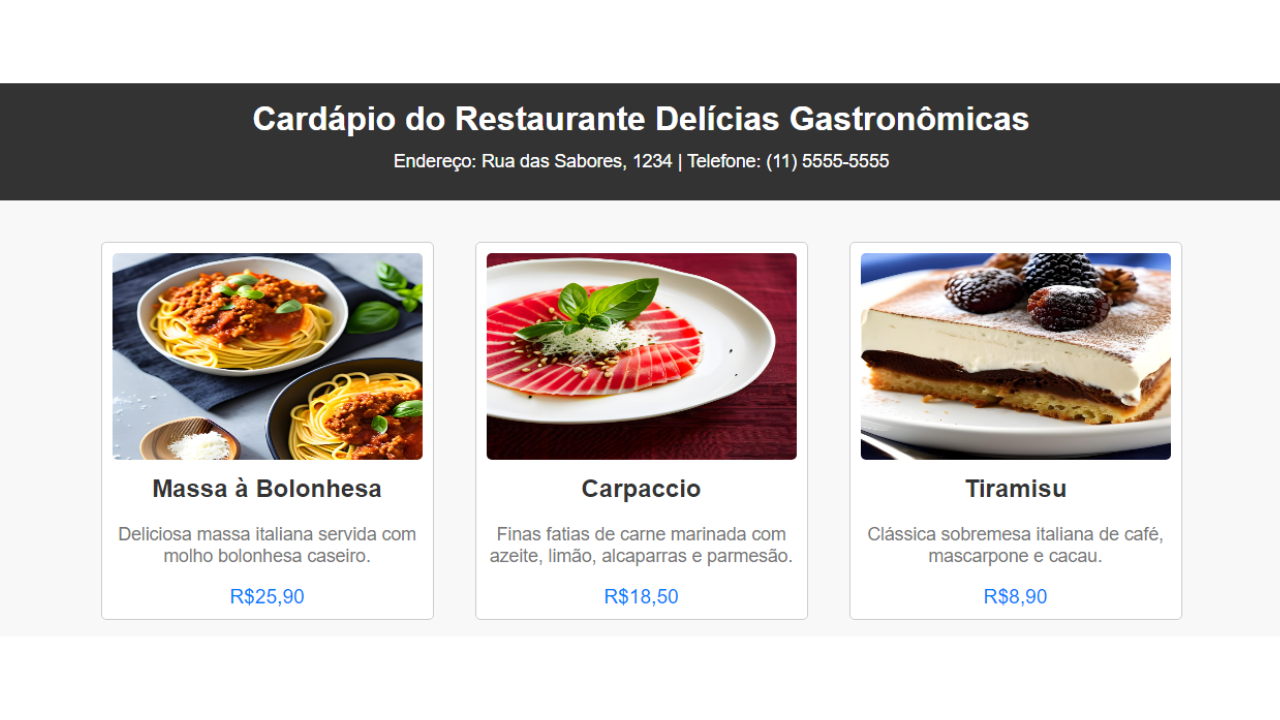 Cardápio do Restaurante Delícias Gastronômicas
Endereço: Rua das Sabores, 1234 | Telefone: (11) 5555-5555
Massa à Bolonhesa
Deliciosa massa italiana servida com
molho bolonhesa caseiro.
R$25,90
Carpaccio
Finas fatias de carne marinada com
azeite, limão, alcaparras e parmesão.
R$18,50
Tiramisu
Clássica sobremesa italiana de café,
mascarpone e cacau.
R$8,90